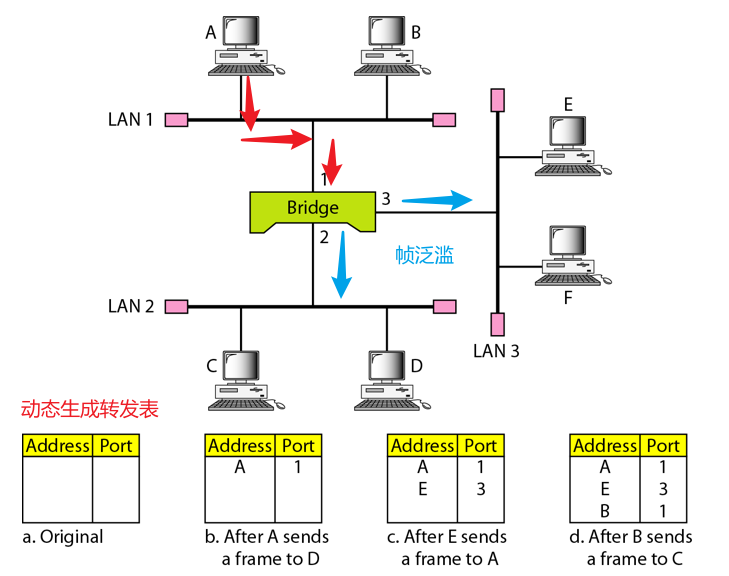 A
B
LAN 1
E
1
3
Bridge
2
帧泛滥
F
LAN 2
LAN 3
C
D
动态生成转发表
Address Port
a. Original
Address Port
A 1
b. After A sends
a frame to D
Address Port
A 1
E 3
c. After E sends
a frame to A
Address Port
A 1
E 3
B 1
d. After B sends
a frame to C